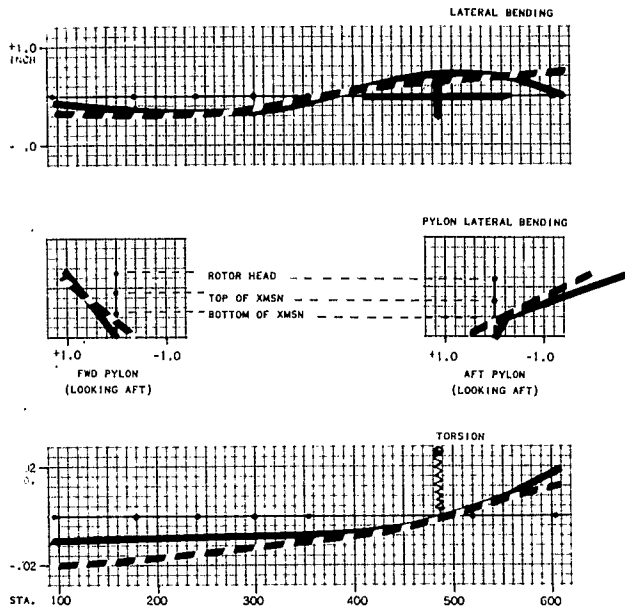 LATERAL BENDING
+1.0
INCH
-1.0
PYLON LATERAL BENDING
ROTOR HEAD
TOP OF XMSN
BOTTOM OF XMSN
+1.0 -1.0
+1.0 -1.0
FWD PYLON
(LOOKING AFT)
AFT PYLON
(LOOKING AFT)
TORSION
-.02
STA. 100 200 300 400 500 600